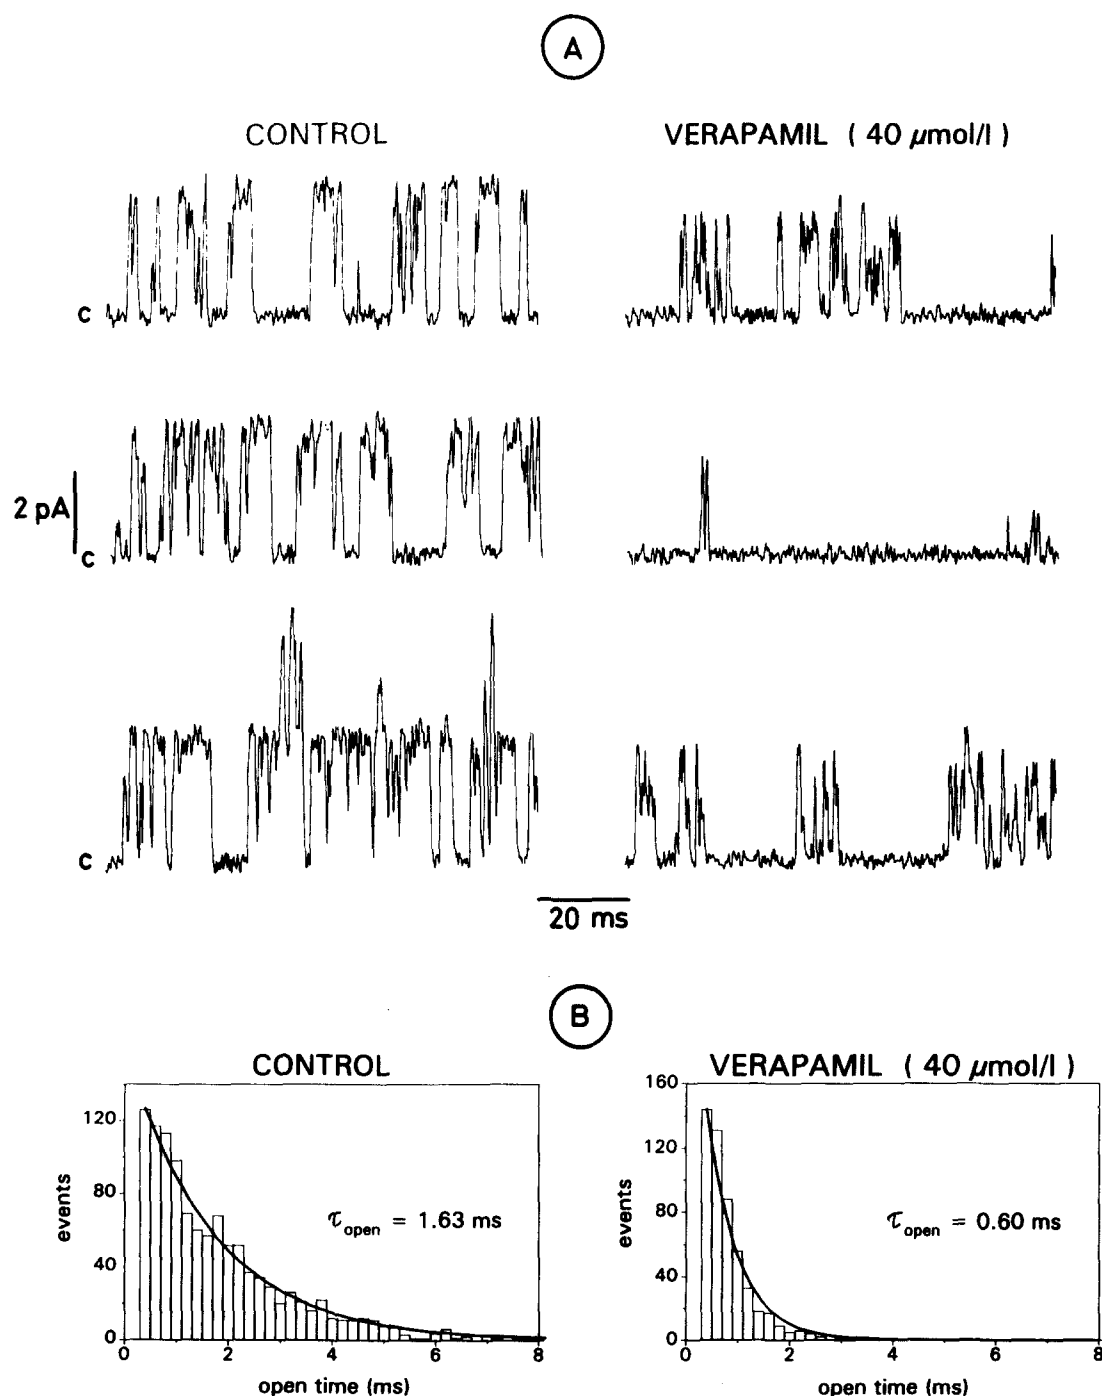 A
CONTROL
VERAPAMIL ( 40 µmol/l )
C
2 pA
C
C
20 ms
B
CONTROL
VERAPAMIL ( 40 µmol/l )
events
120
80
40
0
τopen = 1.63 ms
0 2 4 6 8
open time (ms)
events
160
120
80
40
0
τopen = 0.60 ms
0 2 4 6 8
open time (ms)